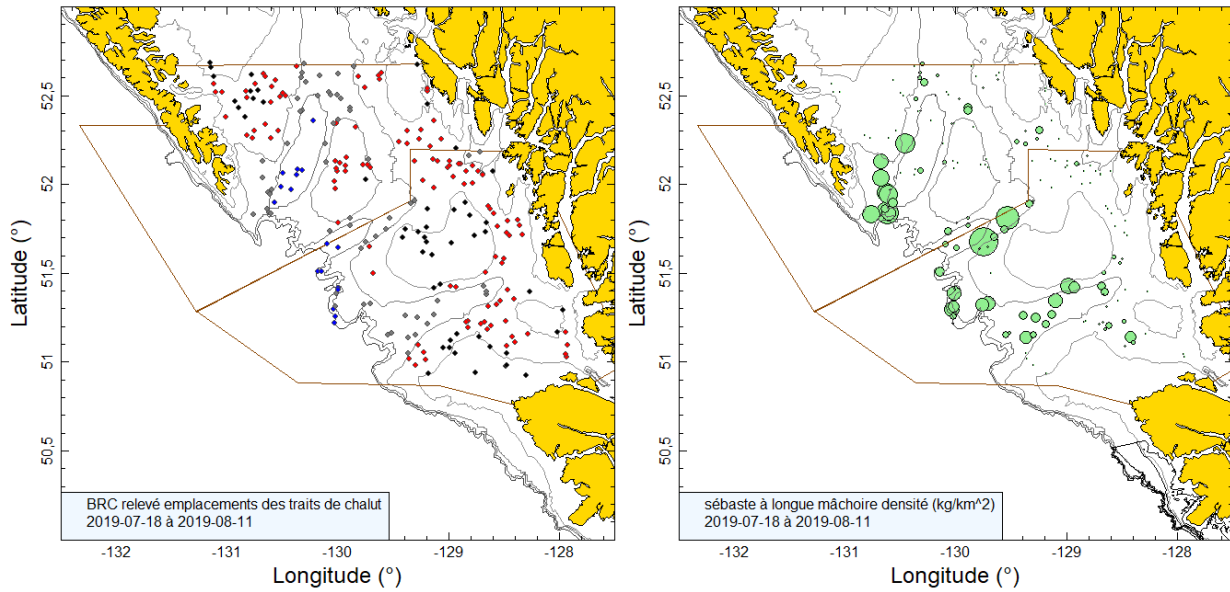 52,5
52
51,5
51
50,5
Latitude (°)
BRC relevé emplacements des traits de chalut
2019-07-18 à 2019-08-11
-132
-131
-130
-129
-128
Longitude (°)
52,5
52
51,5
51
50,5
Latitude (°)
sébaste à longue mâchoire densité (kg/km^2)
2019-07-18 à 2019-08-11
-132
-131
-130
-129
-128
Longitude (°)